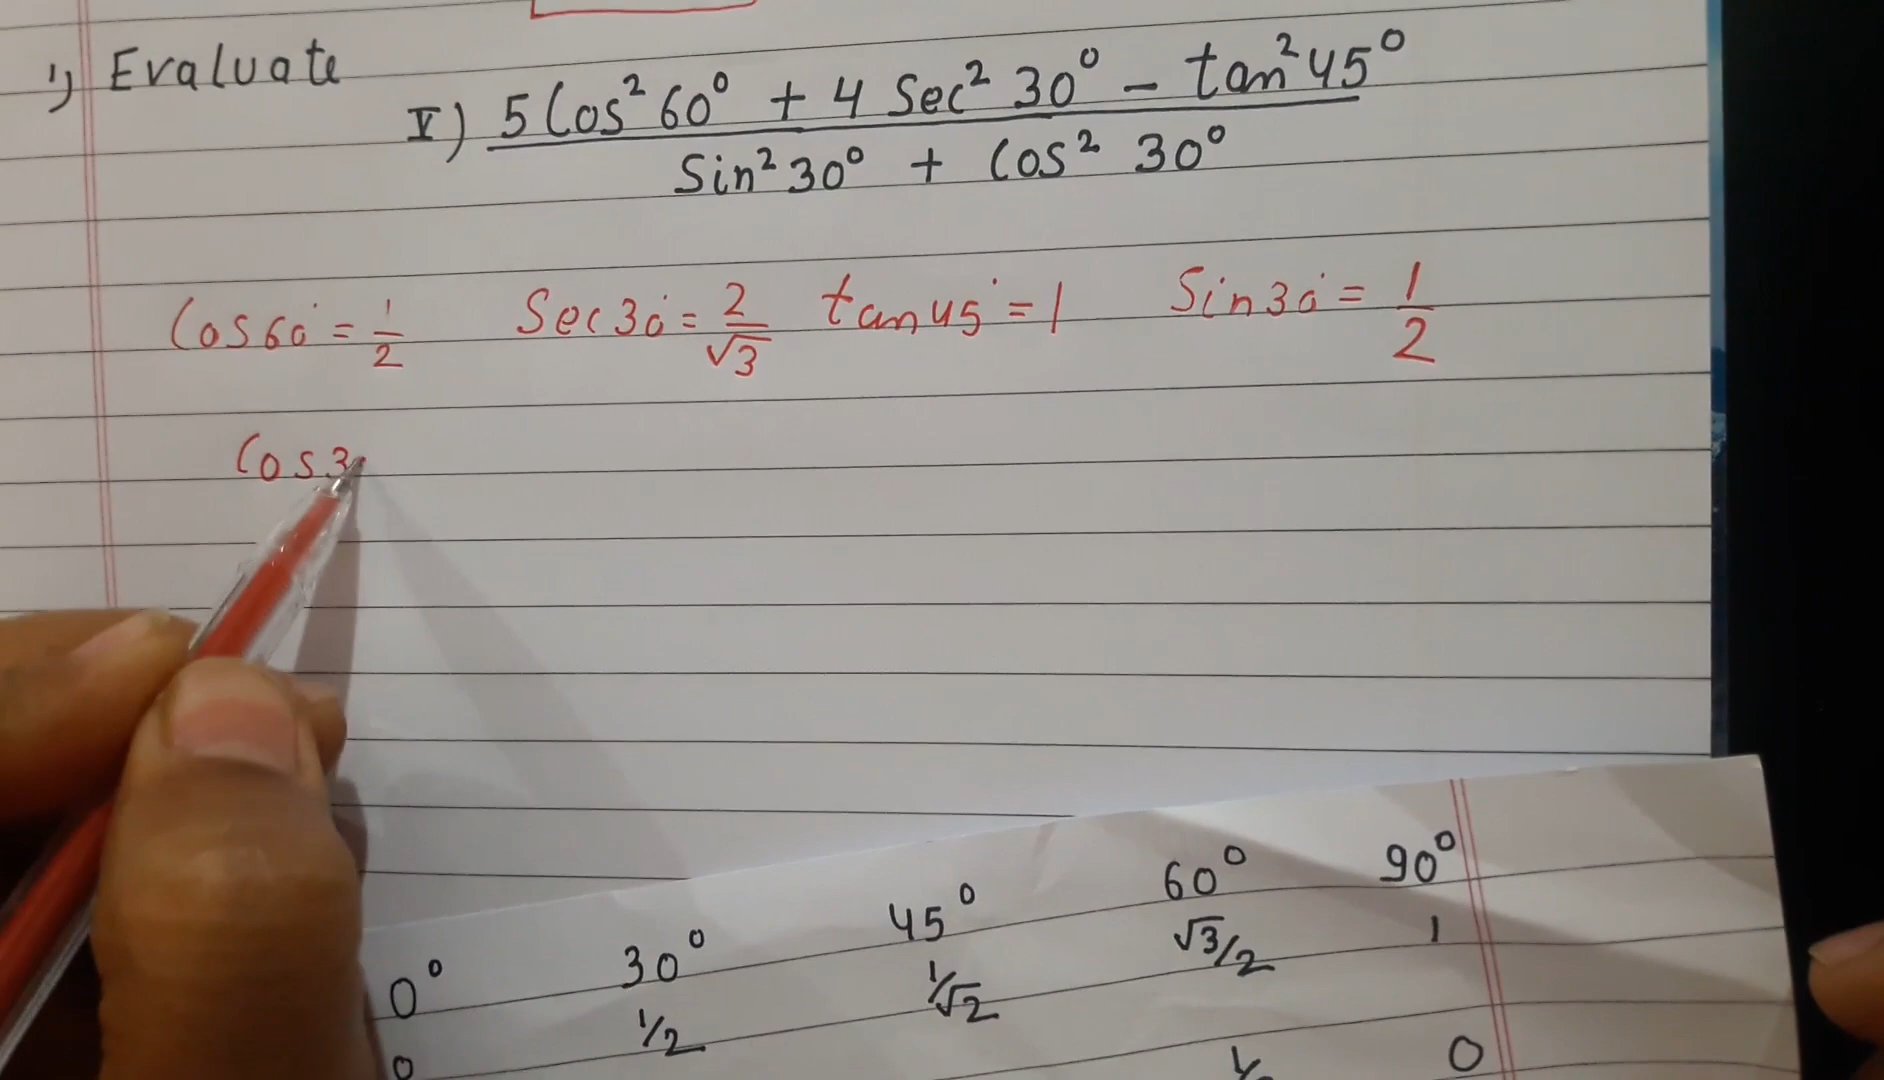 1) Evaluate
V) 5 Cos² 60° + 4 Sec² 30° - tan² 45°
Sin² 30° + Cos² 30°
Cos 60° = 1/2 Sec 30° = 2/√3 tan 45° = 1 Sin 30° = 1/2
Cos 3
0° 30° 45° 60° 90°
0 1/2 1/√2 √3/2 1
0